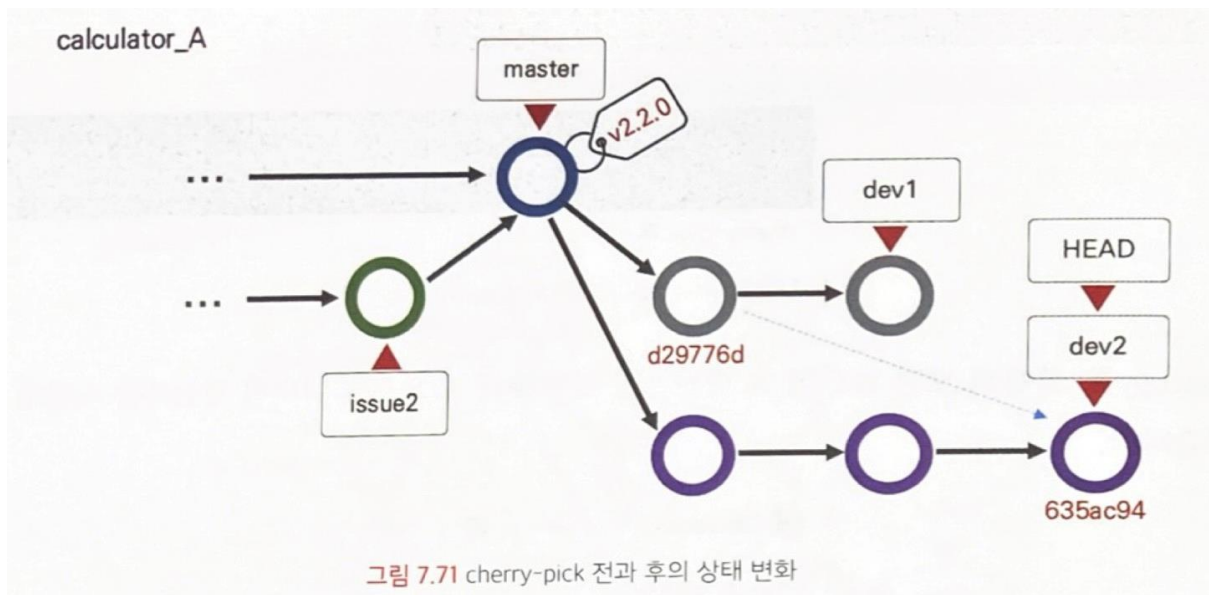 calculator_A
master
v2.2.0
dev1
HEAD
d29776d
dev2
issue2
635ac94
그림 7.71 cherry-pick 전과 후의 상태 변화